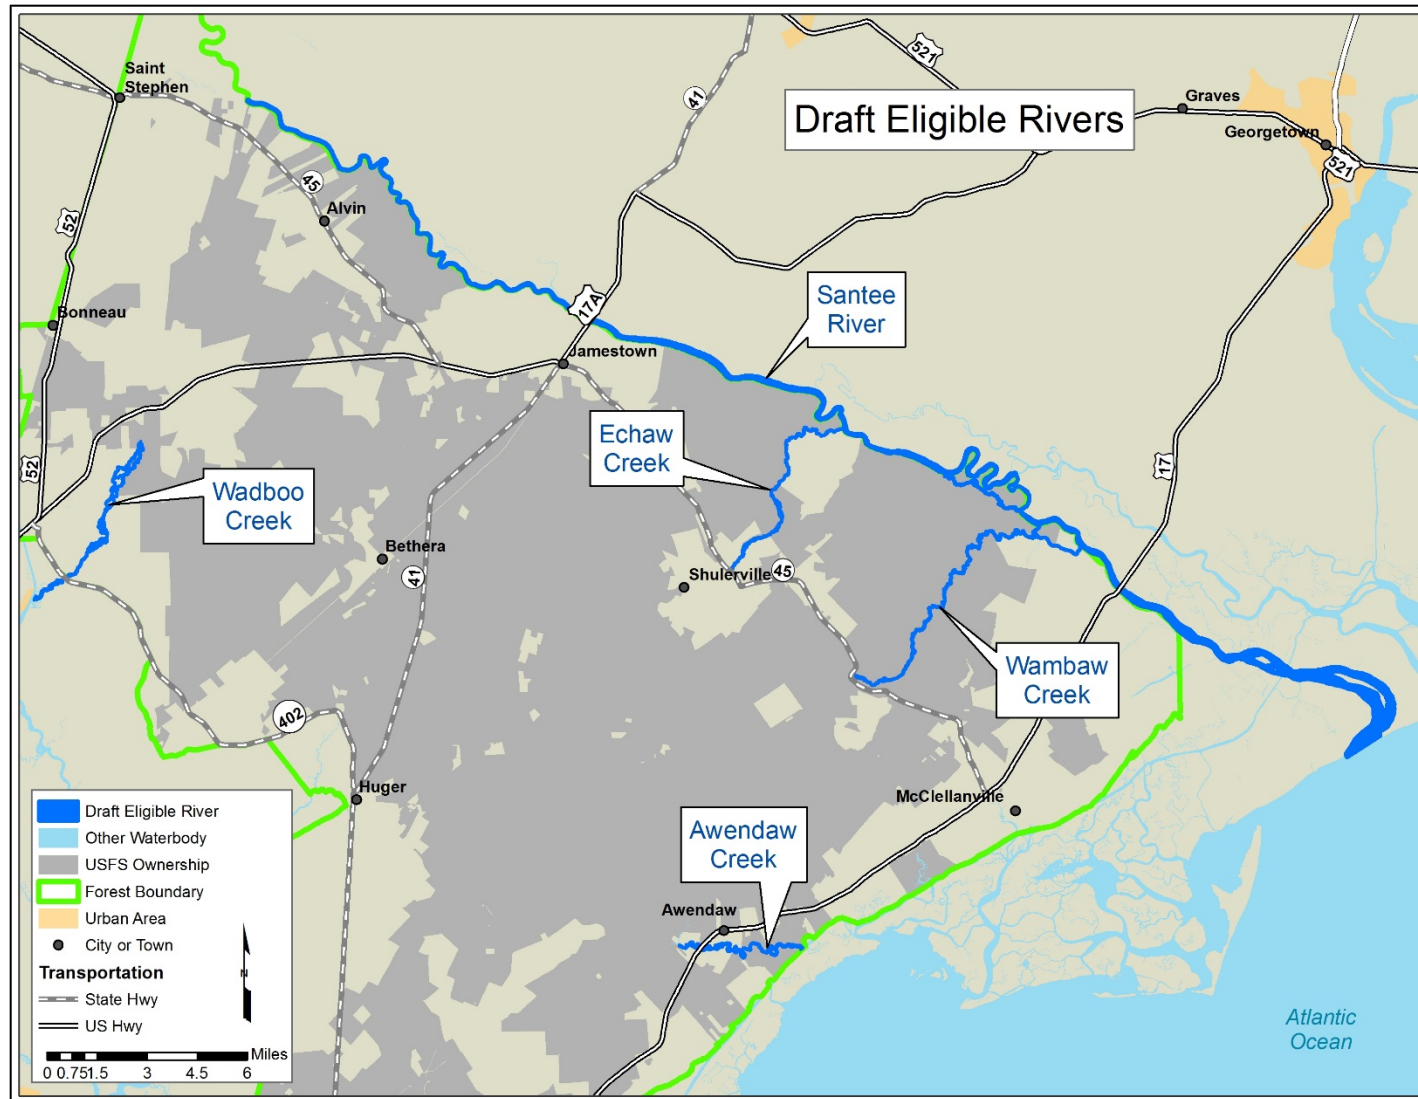 Draft Eligible Rivers
521
Saint
Stephen
41
Graves
Georgetown
521
45
Alvin
52
Bonneau
17A
Santee
River
Jamestown
Echaw
Creek
17
52
Wadboo
Creek
Bethera
41
Shulerville
45
Wambaw
Creek
402
Huger
McClellanville
Awendaw
Creek
Awendaw
Atlantic
Ocean
Draft Eligible River
Other Waterbody
USFS Ownership
Forest Boundary
Urban Area
City or Town
Transportation
State Hwy
US Hwy
N
Miles
0 0.751.5 3 4.5 6